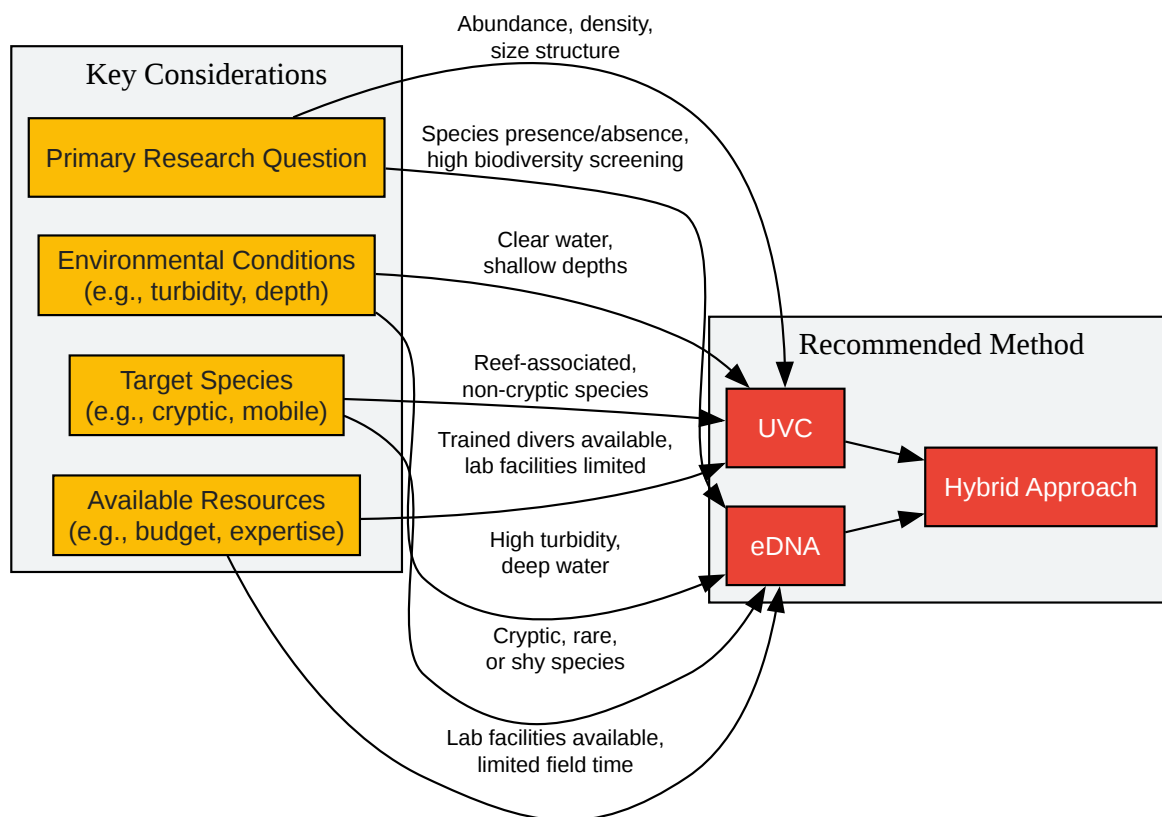 Key Considerations
Primary Research Question
Environmental Conditions
(e.g., turbidity, depth)
Target Species
(e.g., cryptic, mobile)
Available Resources
(e.g., budget, expertise)
Abundance, density,
size structure
Species presence/absence,
high biodiversity screening
Clear water,
shallow depths
Reef-associated,
non-cryptic species
Trained divers available,
lab facilities limited
High turbidity,
deep water
Cryptic, rare,
or shy species
Lab facilities available,
limited field time
Recommended Method
UVC
eDNA
Hybrid Approach